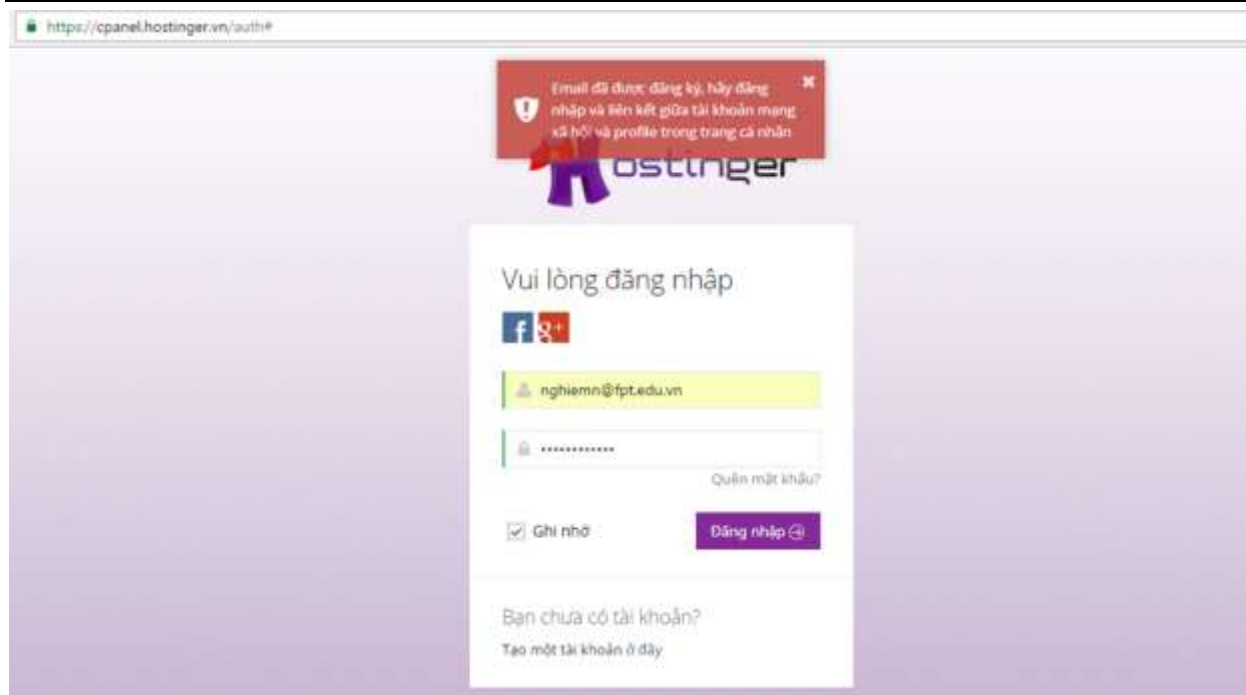 https://cpanel.hostinger.vn/auth#
Email đã được đăng ký, hãy đăng
nhập và liên kết giữa tài khoản mạng
xã hội và profile trong trang cá nhân
Hostinger
Vui lòng đăng nhập
f g+
nghiemn@fpt.edu.vn
••••••••••••
Quên mật khẩu?
Ghi nhớ
Đăng nhập
Bạn chưa có tài khoản?
Tạo một tài khoản ở đây